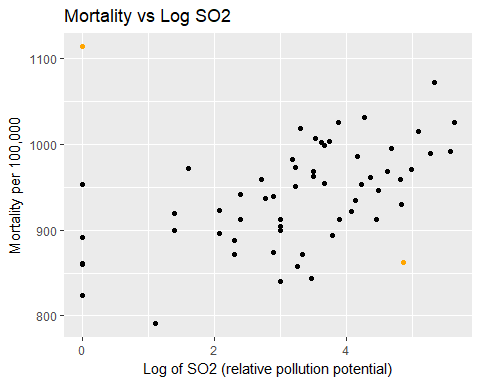 Mortality vs Log SO2
1100
1000
900
800
Mortality per 100,000
0 2 4
Log of SO2 (relative pollution potential)